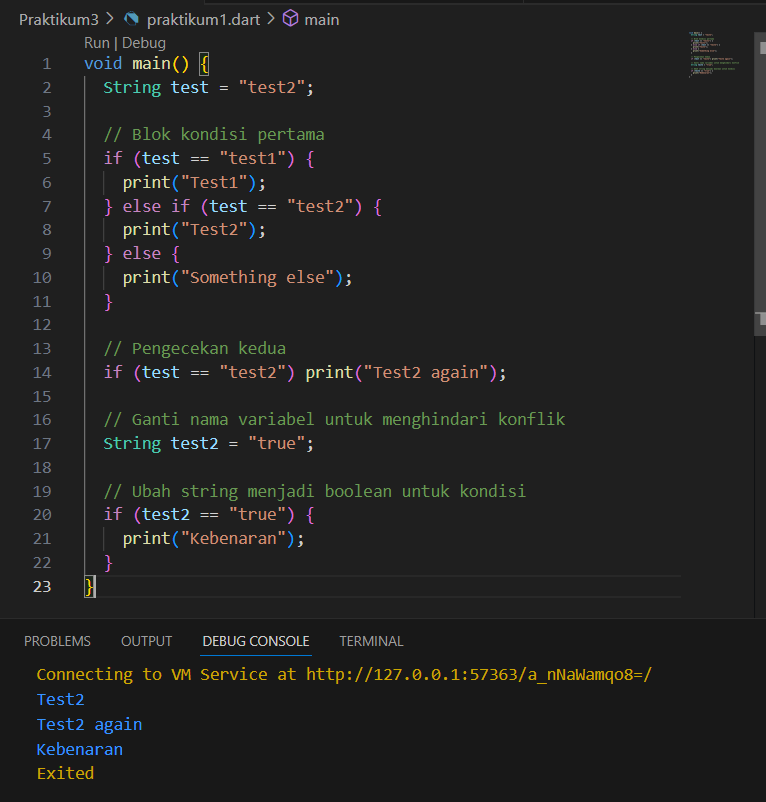 Praktikum3 > praktikum1.dart > main
Run | Debug
1 void main() {
2 String test = "test2";
3
4 // Blok kondisi pertama
5 if (test == "test1") {
6 print("Test1");
7 } else if (test == "test2") {
8 print("Test2");
9 } else {
10 print("Something else");
11 }
12
13 // Pengecekan kedua
14 if (test == "test2") print("Test2 again");
15
16 // Ganti nama variabel untuk menghindari konflik
17 String test2 = "true";
18
19 // Ubah string menjadi boolean untuk kondisi
20 if (test2 == "true") {
21 print("Kebenaran");
22 }
23 }
PROBLEMS OUTPUT DEBUG CONSOLE TERMINAL
Connecting to VM Service at http://127.0.0.1:57363/a_nNaWamqo8=/
Test2
Test2 again
Kebenaran
Exited